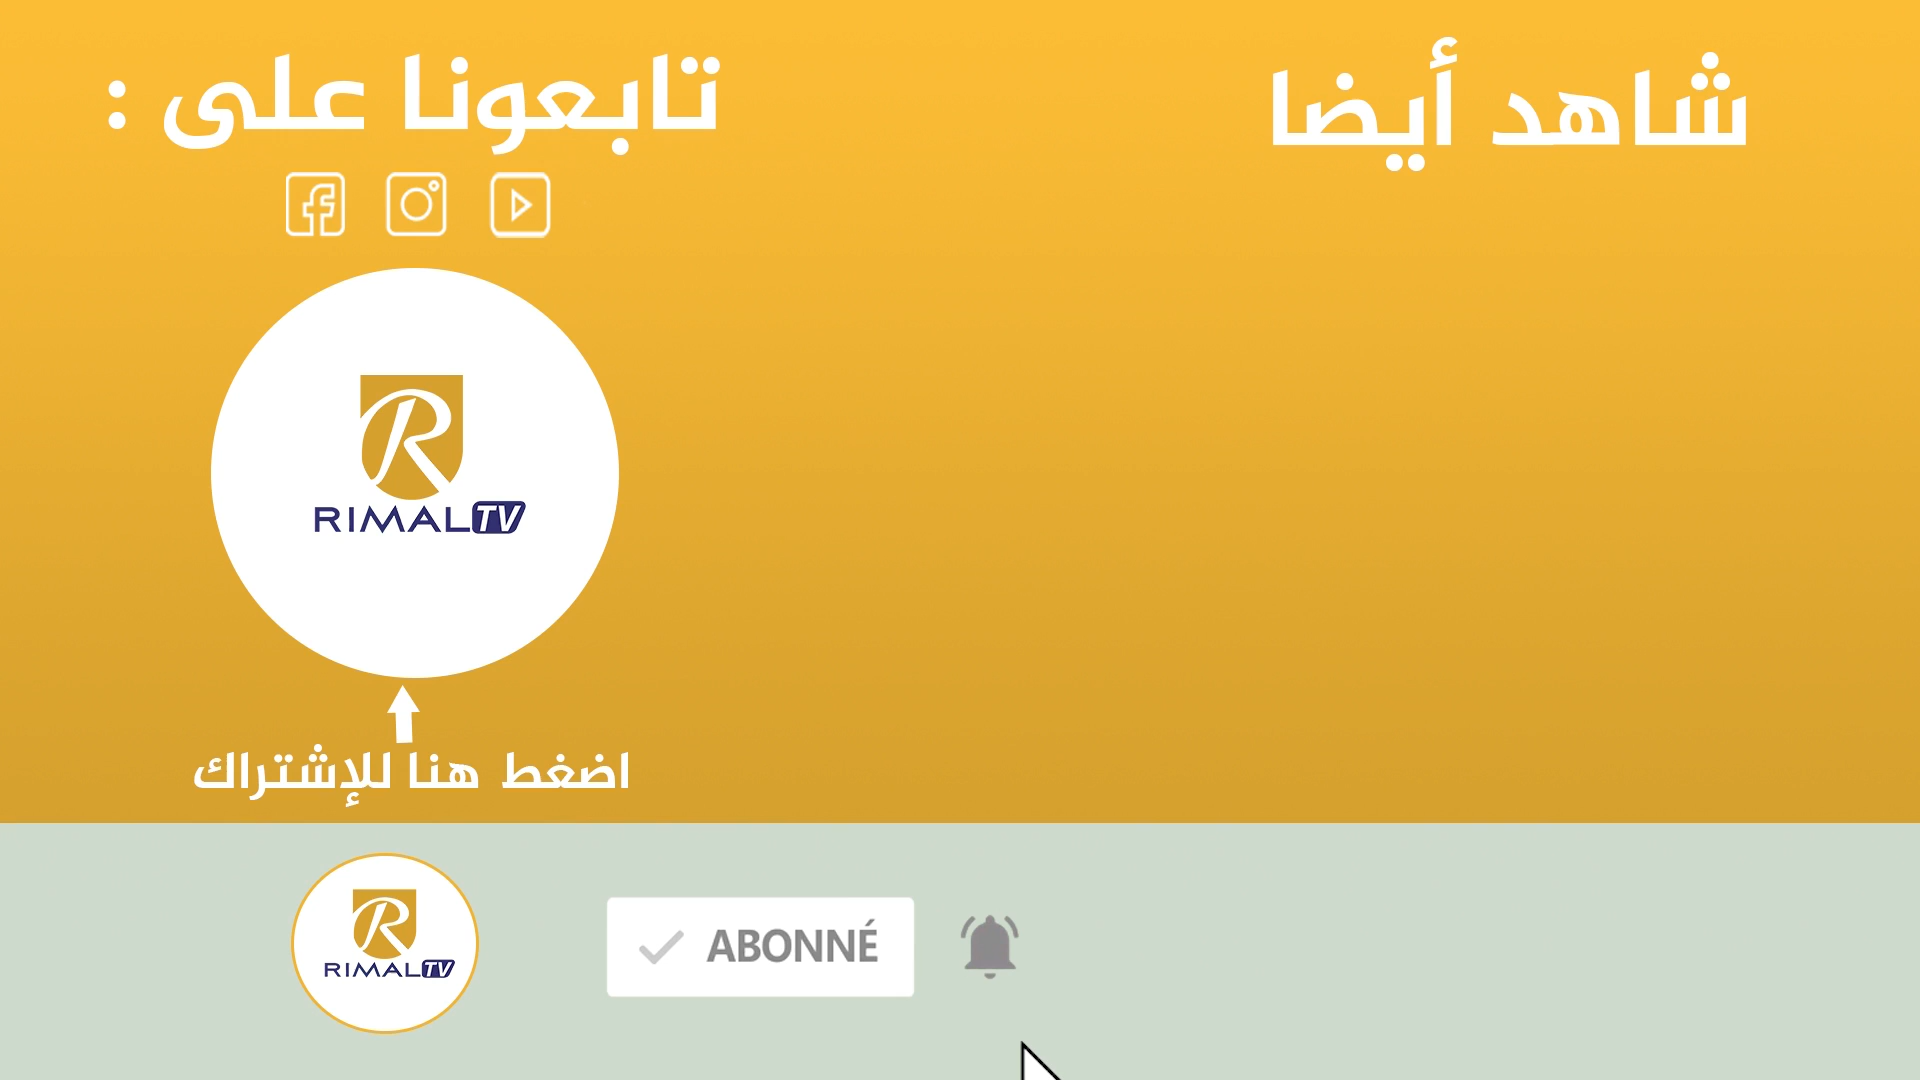 شاهد أيضا
تابعونا على :
RIMAL TV
اضغط هنا للإشتراك
RIMAL TV
ABONNÉ